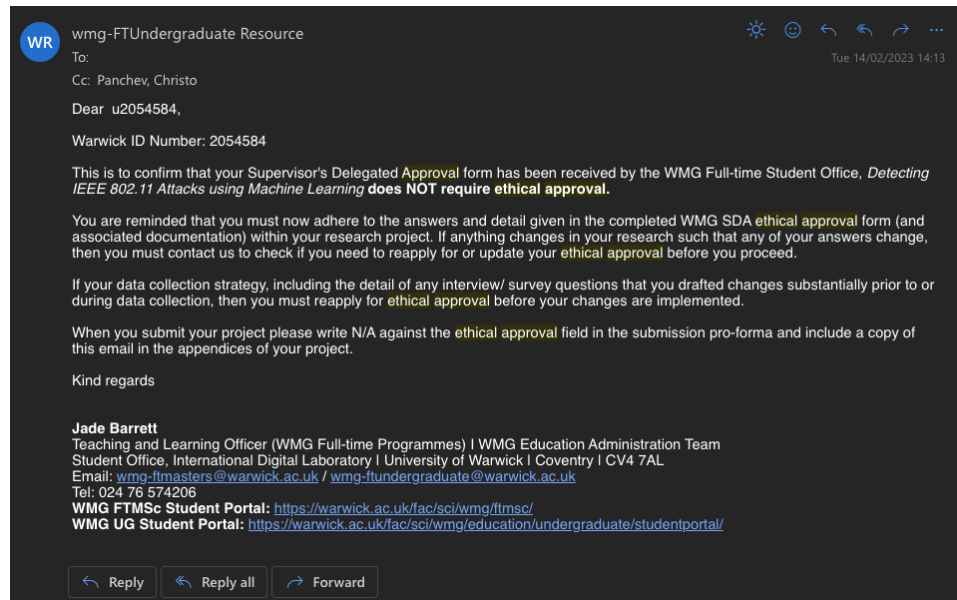 WR
wmg-FTUndergraduate Resource
To:
Tue 14/02/2023 14:13
Cc: Panchev, Christo
Dear u2054584,
Warwick ID Number: 2054584
This is to confirm that your Supervisor's Delegated Approval form has been received by the WMG Full-time Student Office, Detecting
IEEE 802.11 Attacks using Machine Learning does NOT require ethical approval.
You are reminded that you must now adhere to the answers and detail given in the completed WMG SDA ethical approval form (and
associated documentation) within your research project. If anything changes in your research such that any of your answers change,
then you must contact us to check if you need to reapply for or update your ethical approval before you proceed.
If your data collection strategy, including the detail of any interview/ survey questions that you drafted changes substantially prior to or
during data collection, then you must reapply for ethical approval before your changes are implemented.
When you submit your project please write N/A against the ethical approval field in the submission pro-forma and include a copy of
this email in the appendices of your project.
Kind regards
Jade Barrett
Teaching and Learning Officer (WMG Full-time Programmes) I WMG Education Administration Team
Student Office, International Digital Laboratory I University of Warwick I Coventry I CV4 7AL
Email: wmg-ftmasters@warwick.ac.uk / wmg-ftundergraduate@warwick.ac.uk
Tel: 024 76 574206
WMG FTMSc Student Portal: https://warwick.ac.uk/fac/sci/wmg/ftmsc/
WMG UG Student Portal: https://warwick.ac.uk/fac/sci/wmg/education/undergraduate/studentportal/
Reply
Reply all
Forward